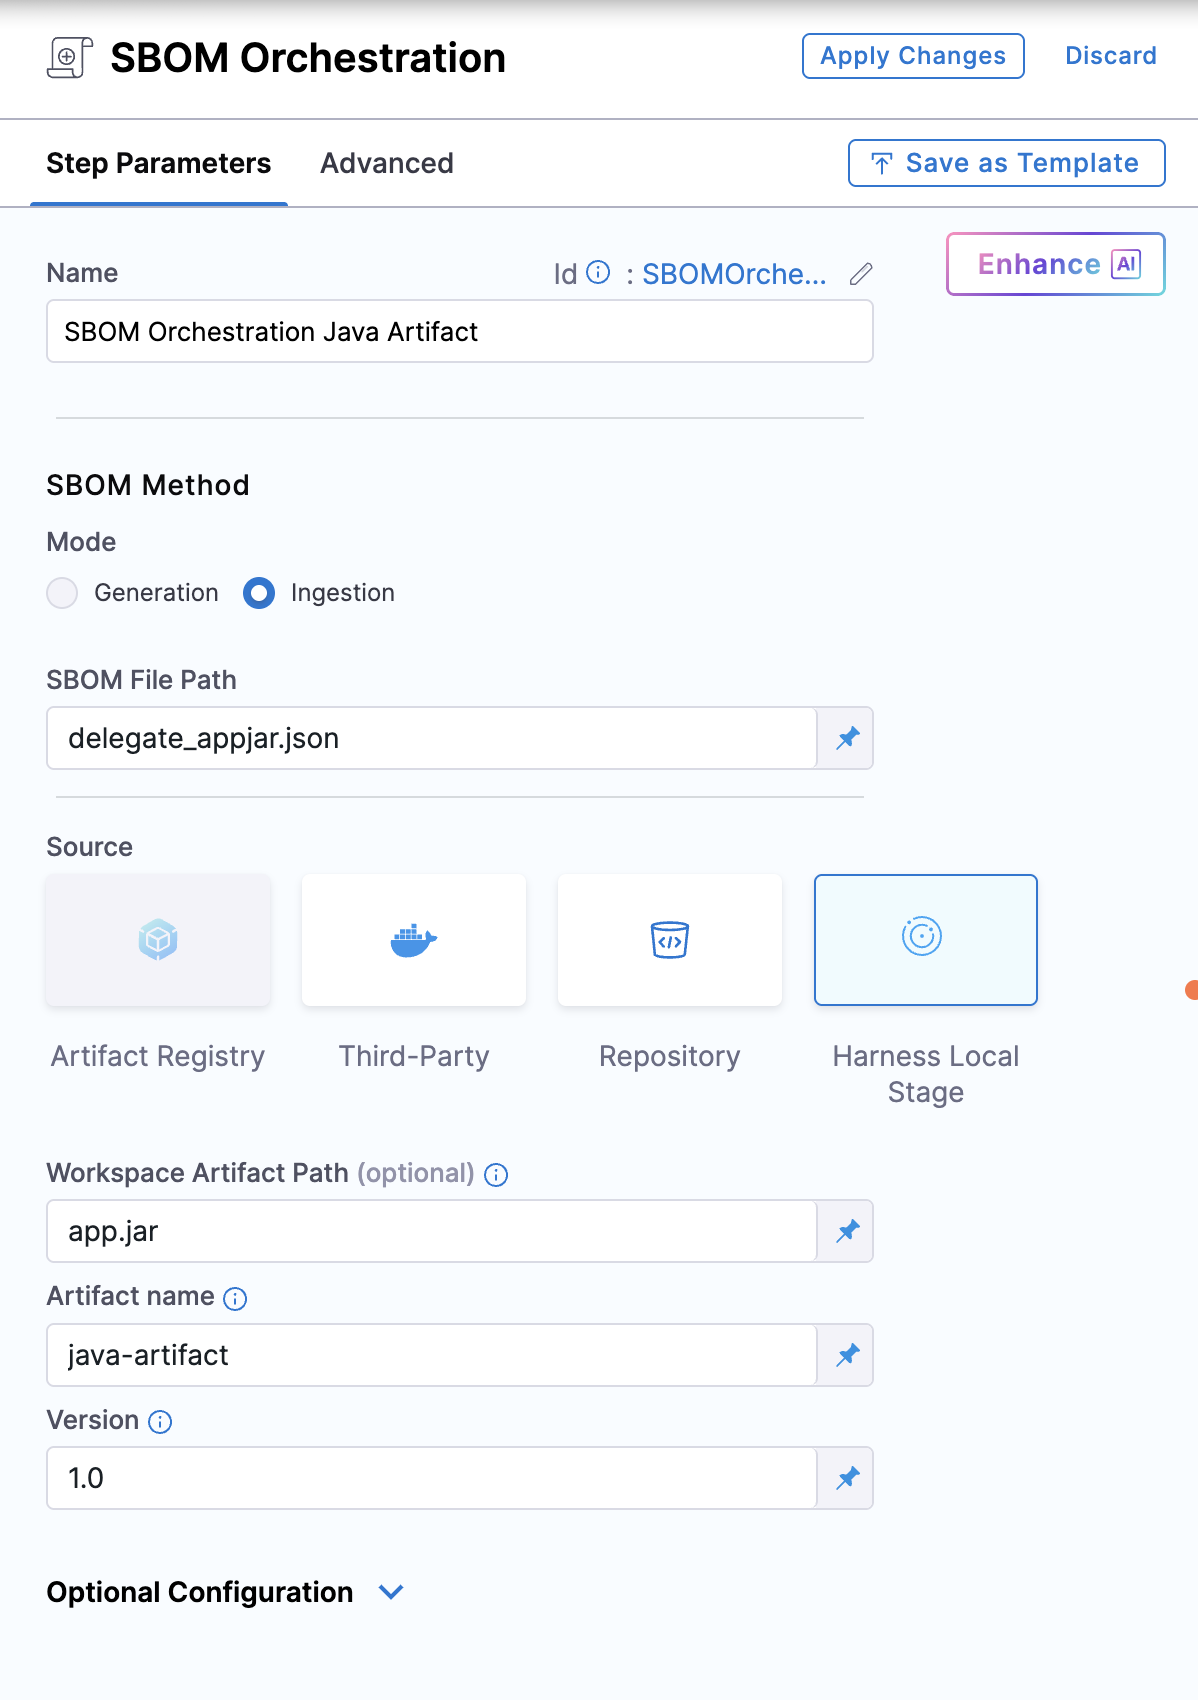 SBOM Orchestration
Apply Changes
Discard
Step Parameters
Advanced
Save as Template
Name
Id : SBOMOrche...
Enhance AI
SBOM Orchestration Java Artifact
SBOM Method
Mode
Generation
Ingestion
SBOM File Path
delegate_appjar.json
Source
Artifact Registry
Third-Party
Repository
Harness Local
Stage
Workspace Artifact Path (optional)
app.jar
Artifact name
java-artifact
Version
1.0
Optional Configuration